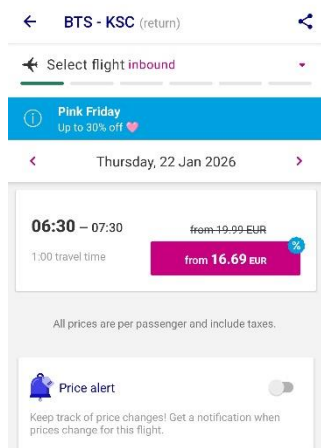 BTS - KSC (return)
Select flight inbound
Pink Friday
Up to 30% off 🩷
Thursday, 22 Jan 2026
06:30 – 07:30
from 19.99 EUR
1:00 travel time
%
from 16.69 EUR
All prices are per passenger and include taxes.
Price alert
Keep track of price changes! Get a notification when
prices change for this flight.